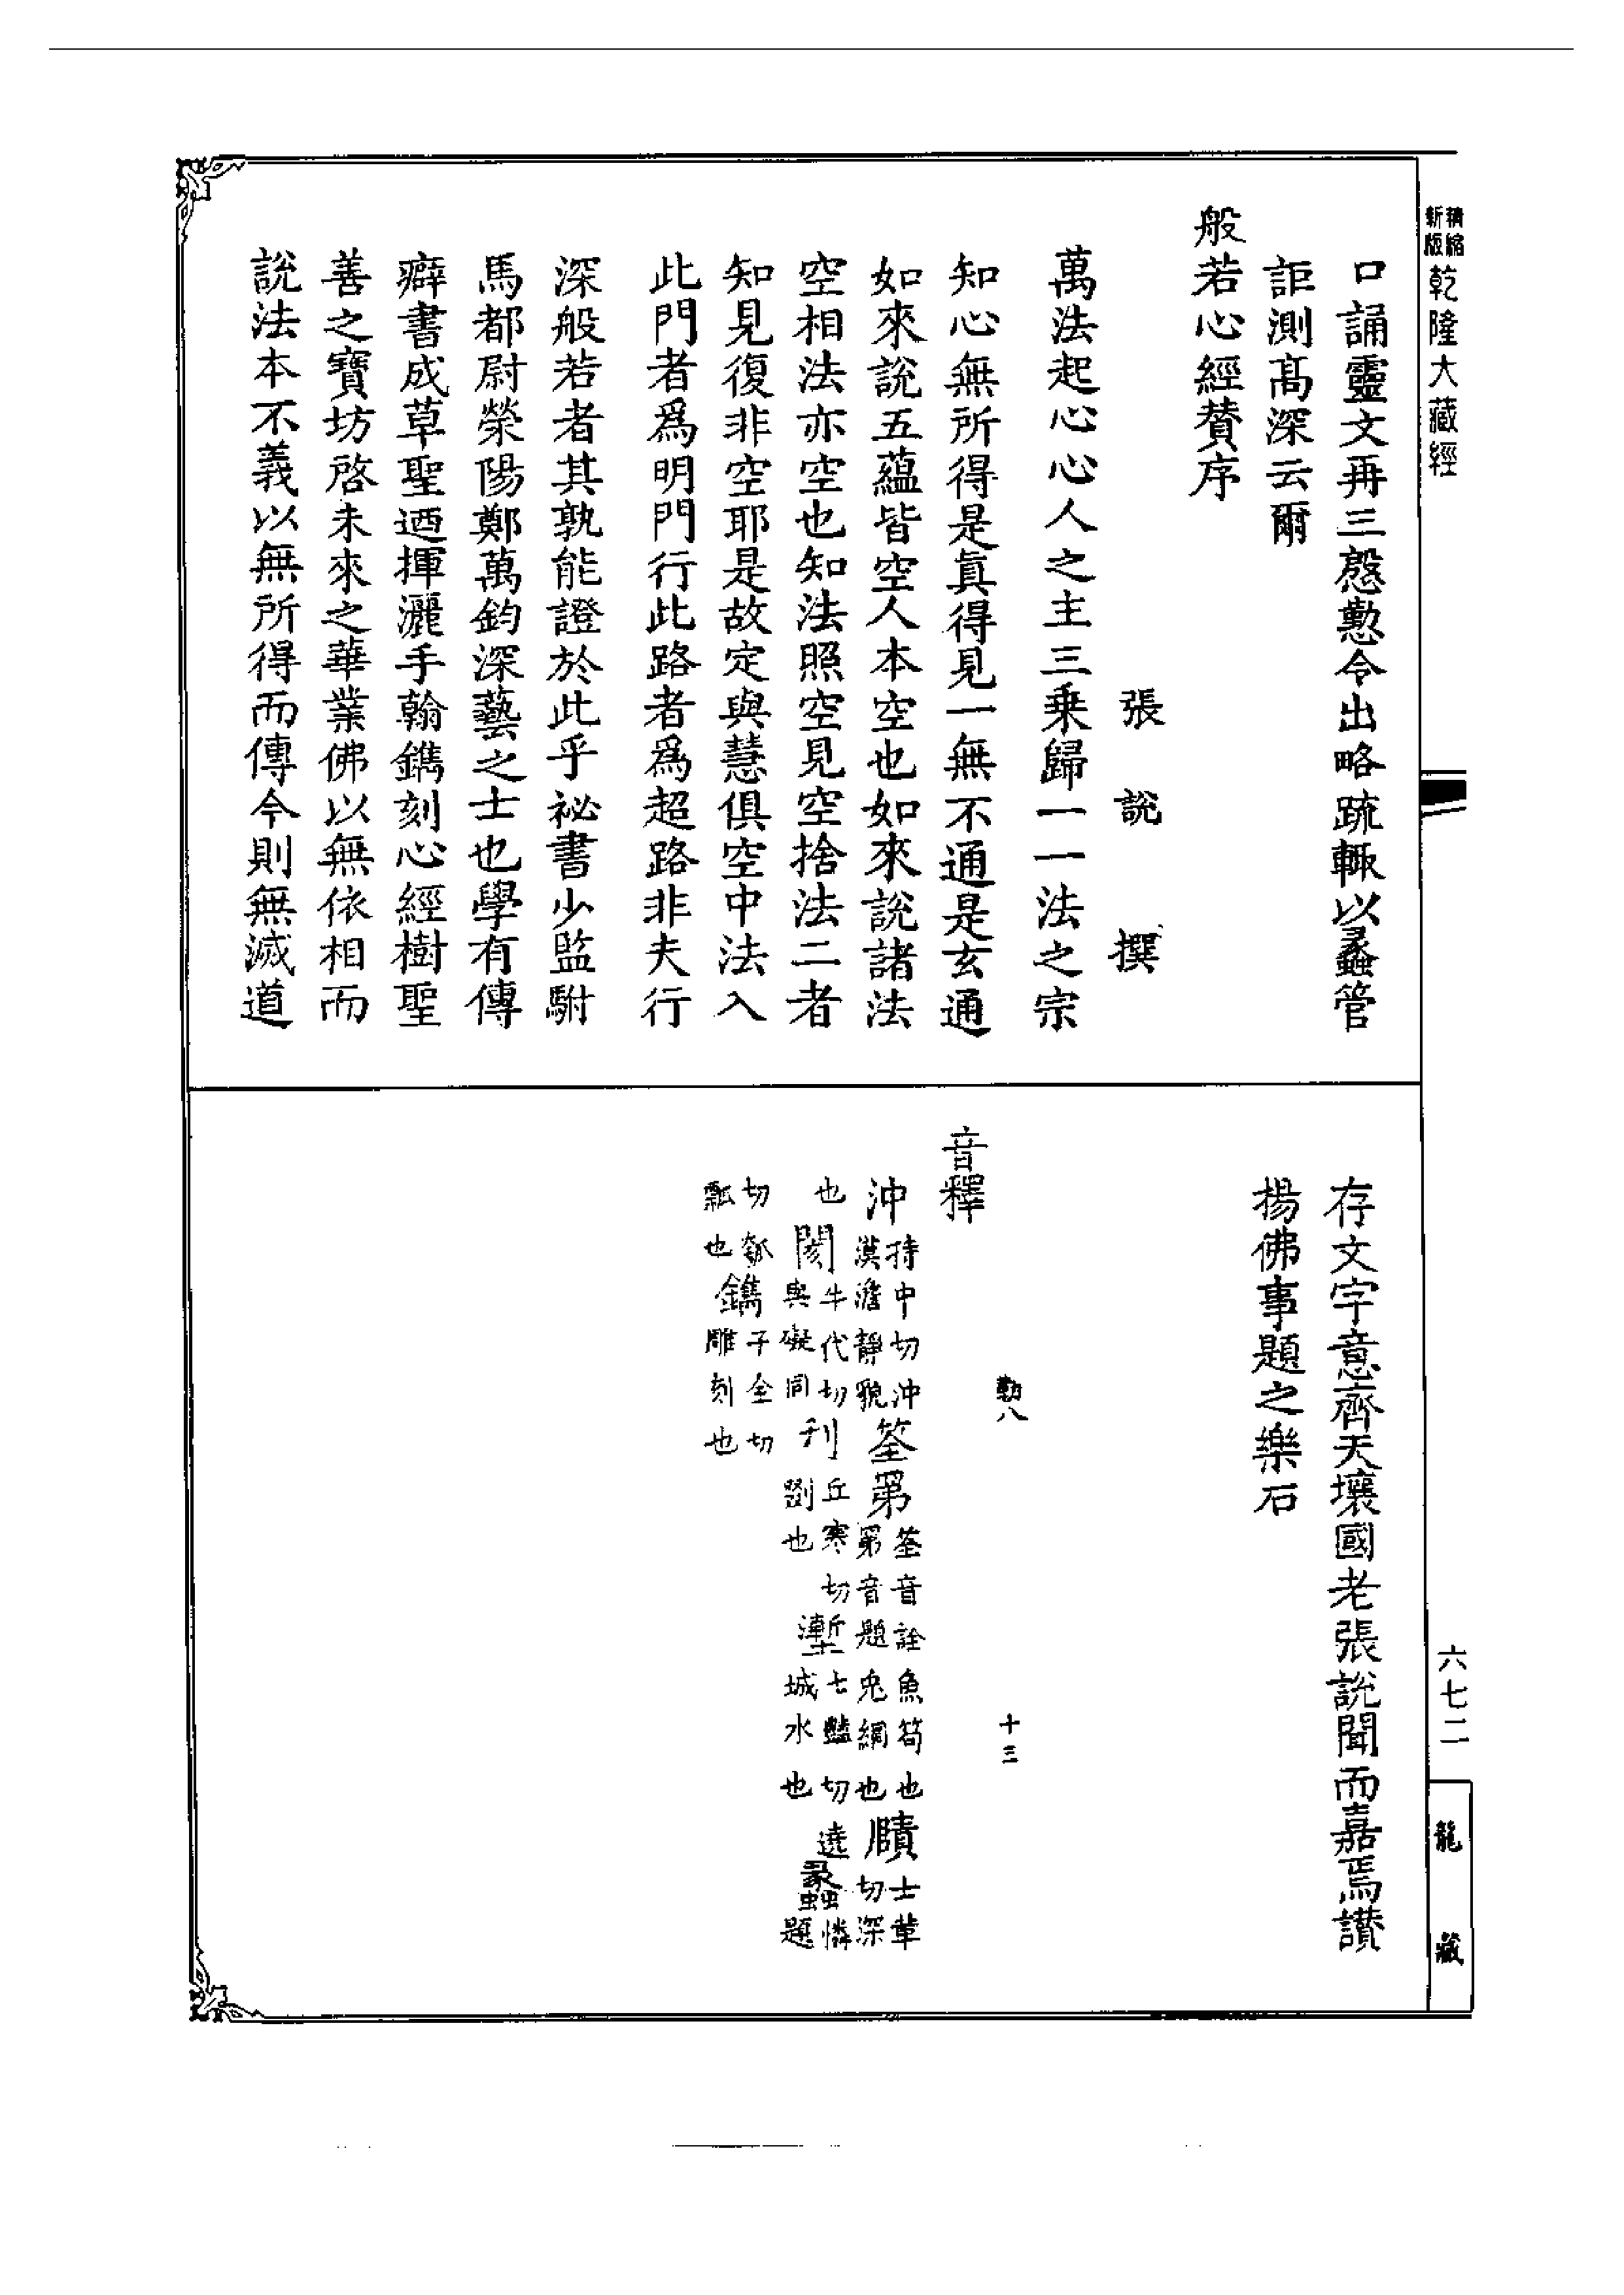 精縮
新版
乾隆大藏經
口誦靈文再三慇懃令出略疏輙以蠡管
詎測高深云爾
般若心經贊序
張說撰
萬法起心心人之主三乗歸一一法之宗
知心無所得是真得見一無不通是玄通
如來說五蘊皆空人本空也如來說諸法
空相法亦空也知法照空見空捨法二者
知見復非空耶是故定與慧俱空中法入
此門者為明門行此路者為超路非夫行
深般若者其孰能證於此乎祕書少監駙
馬都尉滎陽鄭萬鈞深藝之士也學有傳
癖書成草聖迺揮灑手翰鐫刻心經樹聖
善之寶坊啓未來之華業佛以無依相而
說法本不義以無所得而傳今則無滅道
存文字意齊天壤國老張說聞而嘉焉讃
揚佛事題之樂石
勒八
十三
音釋
沖持中切沖漠澹靜貌筌罤筌音詮魚笱也罤音題兎網也賾士革切深
也閡牛代切與礙同刋丘寒切剟也塹七豔切遶城水也蠡憐題
切瓠瓢也鐫子全切雕刻也
六七二
龍藏